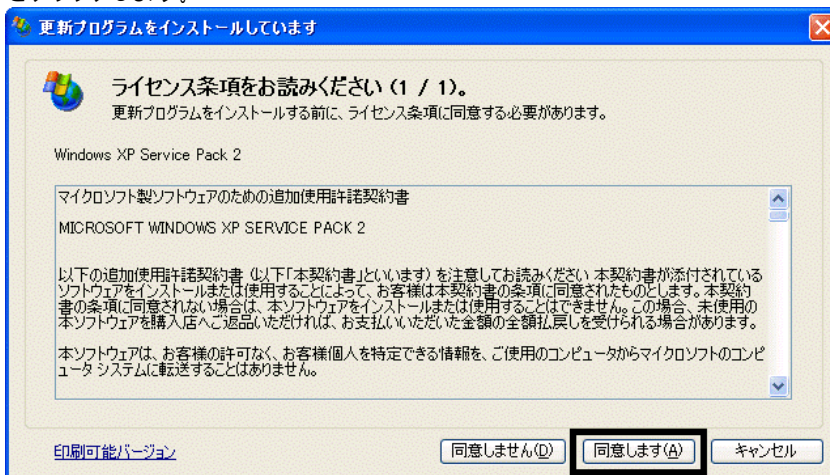 をクリックします。
更新プログラムをインストールしています
ライセンス条項をお読みください (1 / 1)。
更新プログラムをインストールする前に、ライセンス条項に同意する必要があります。
Windows XP Service Pack 2
マイクロソフト製ソフトウェアのための追加使用許諾契約書
MICROSOFT WINDOWS XP SERVICE PACK 2
以下の追加使用許諾契約書 (以下「本契約書」といいます) を注意してお読みください 本契約書が添付されている
ソフトウェアをインストールまたは使用することによって、お客様は本契約書の条項に同意されたものとします。本契約
書の条項に同意されない場合は、本ソフトウェアをインストールまたは使用することはできません。この場合、未使用の
本ソフトウェアを購入店へご返品いただければ、お支払いいただいた金額の全額払戻しを受けられる場合があります。
本ソフトウェアは、お客様の許可なく、お客様個人を特定できる情報を、ご使用のコンピュータからマイクロソフトのコンピ
ュータ システムに転送することはありません。
印刷可能バージョン 同意しません(D) 同意します(A) キャンセル